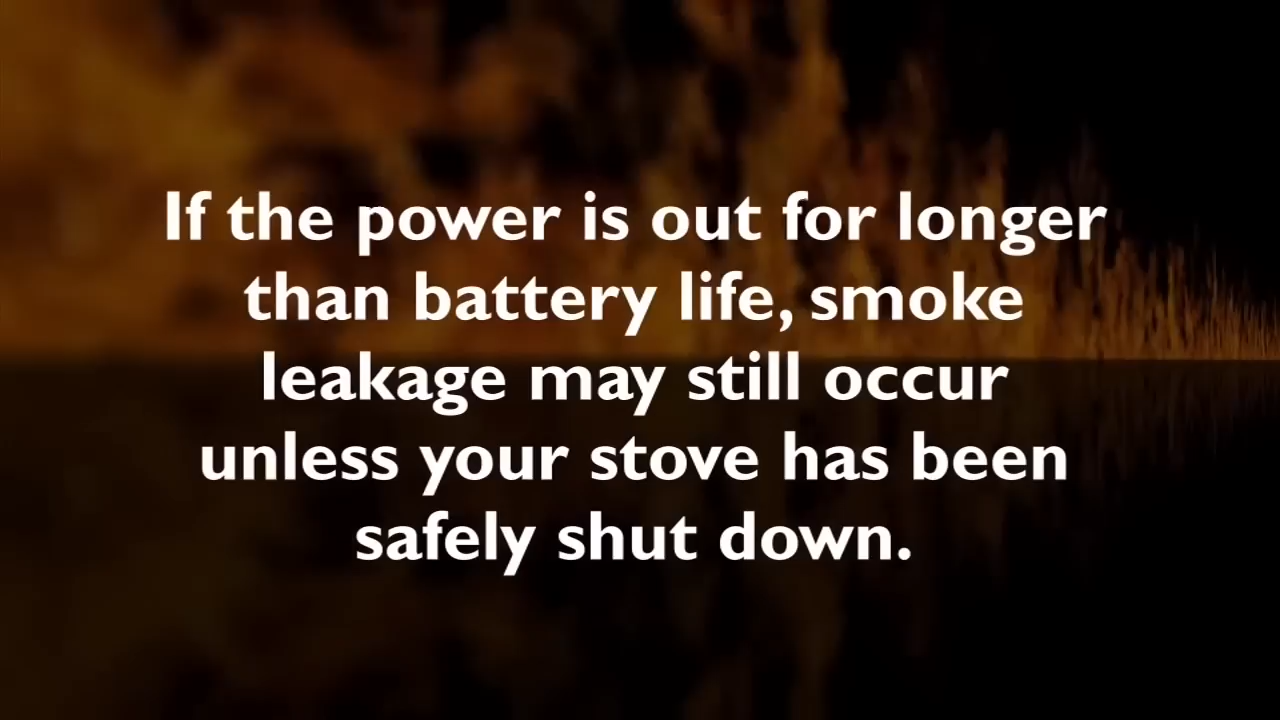 If the power is out for longer
than battery life, smoke
leakage may still occur
unless your stove has been
safely shut down.